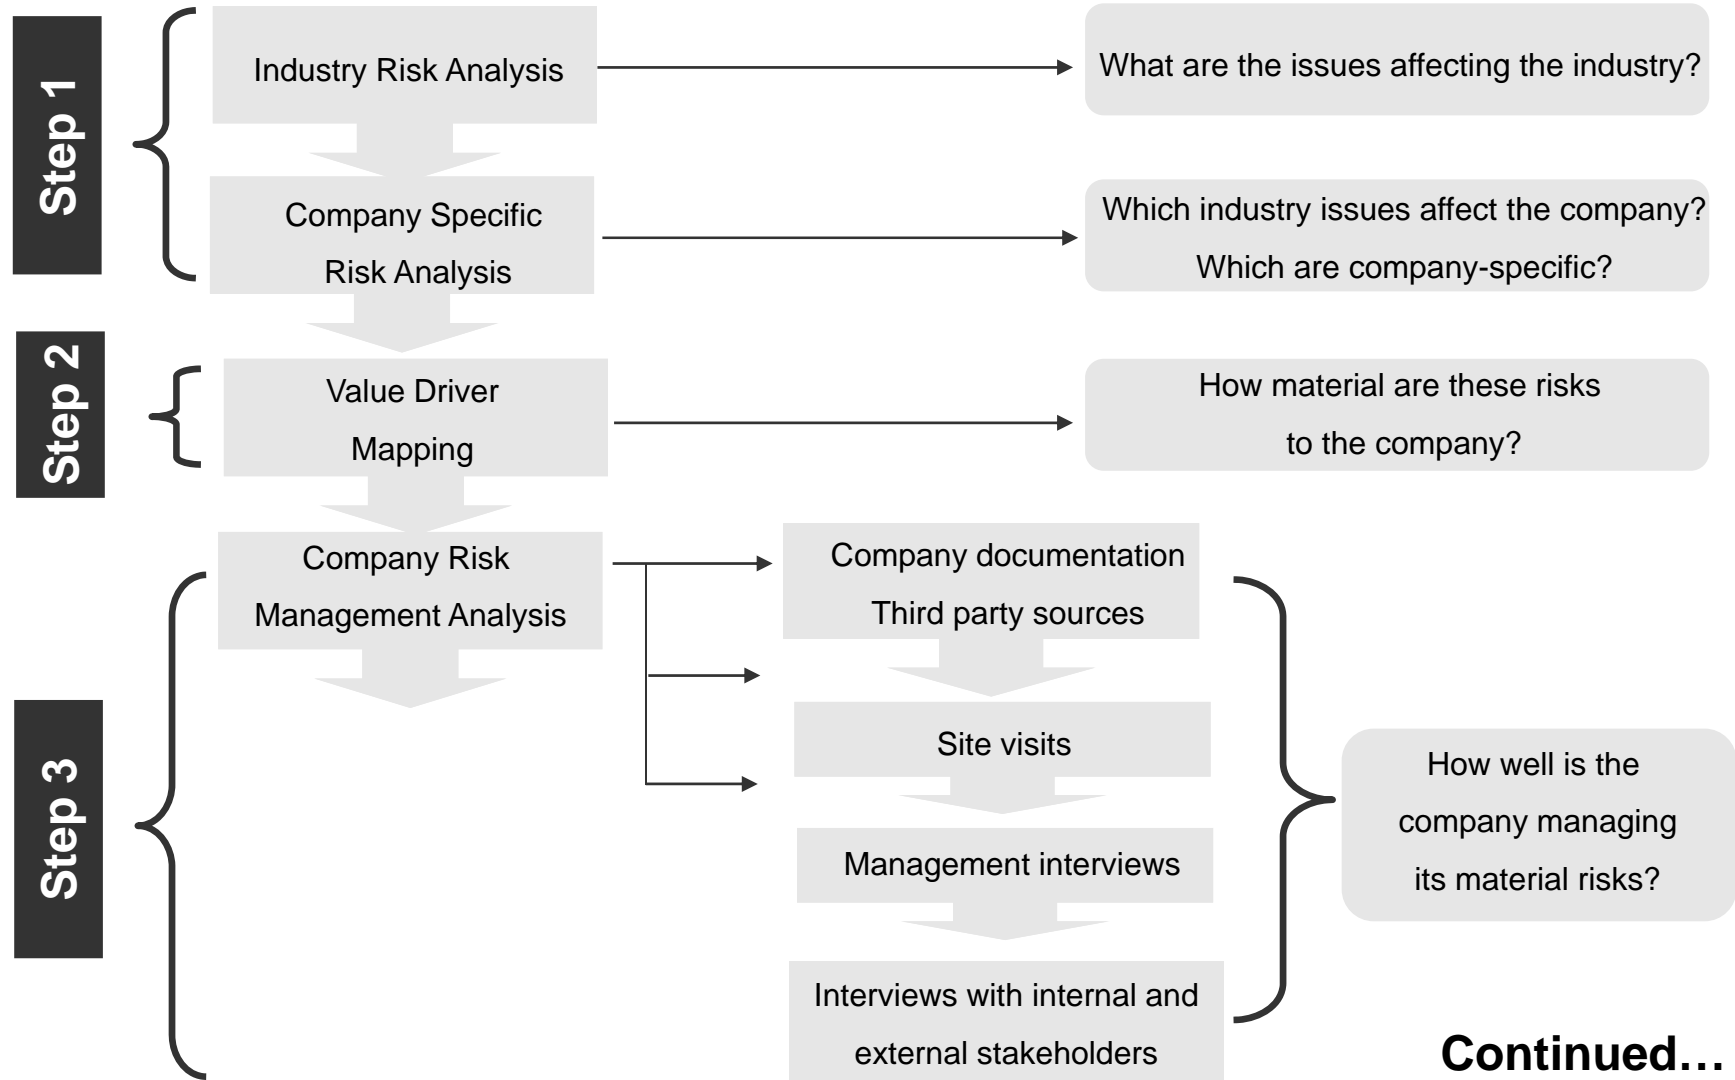 Step 1
Industry Risk Analysis
What are the issues affecting the industry?
Company Specific
Risk Analysis
Which industry issues affect the company?
Which are company-specific?
Step 2
Value Driver
Mapping
How material are these risks
to the company?
Step 3
Company Risk
Management Analysis
Company documentation
Third party sources
Site visits
Management interviews
Interviews with internal and
external stakeholders
How well is the
company managing
its material risks?
Continued…